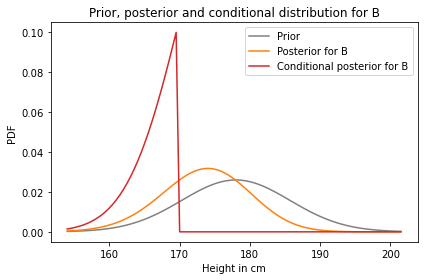 Prior, posterior and conditional distribution for B
Prior
Posterior for B
Conditional posterior for B
PDF
0.10
0.08
0.06
0.04
0.02
0.00
160 170 180 190 200
Height in cm